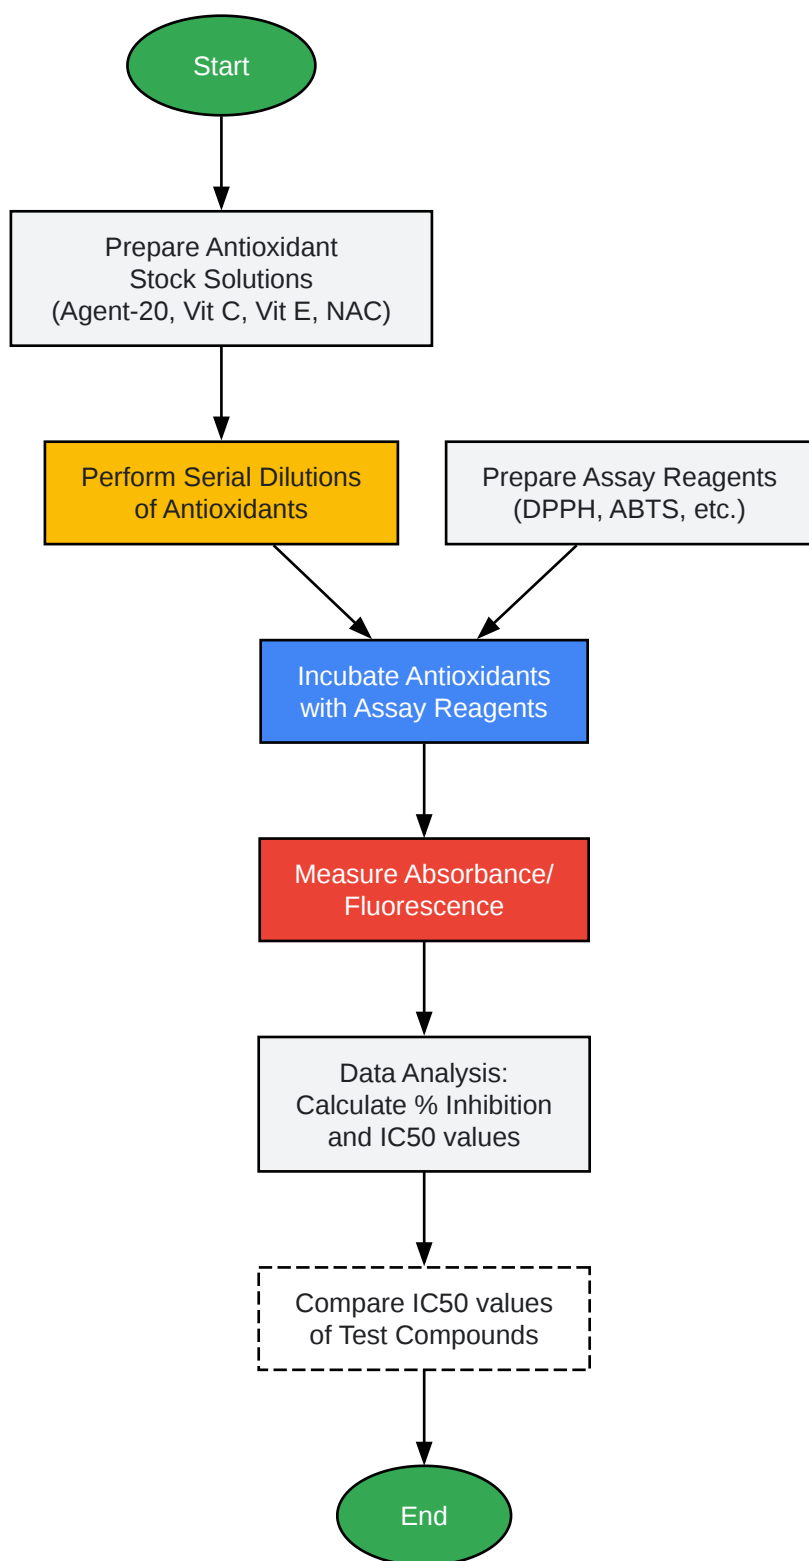 Start
Prepare Antioxidant
Stock Solutions
(Agent-20, Vit C, Vit E, NAC)
Perform Serial Dilutions
of Antioxidants
Prepare Assay Reagents
(DPPH, ABTS, etc.)
Incubate Antioxidants
with Assay Reagents
Measure Absorbance/
Fluorescence
Data Analysis:
Calculate % Inhibition
and IC50 values
Compare IC50 values
of Test Compounds
End